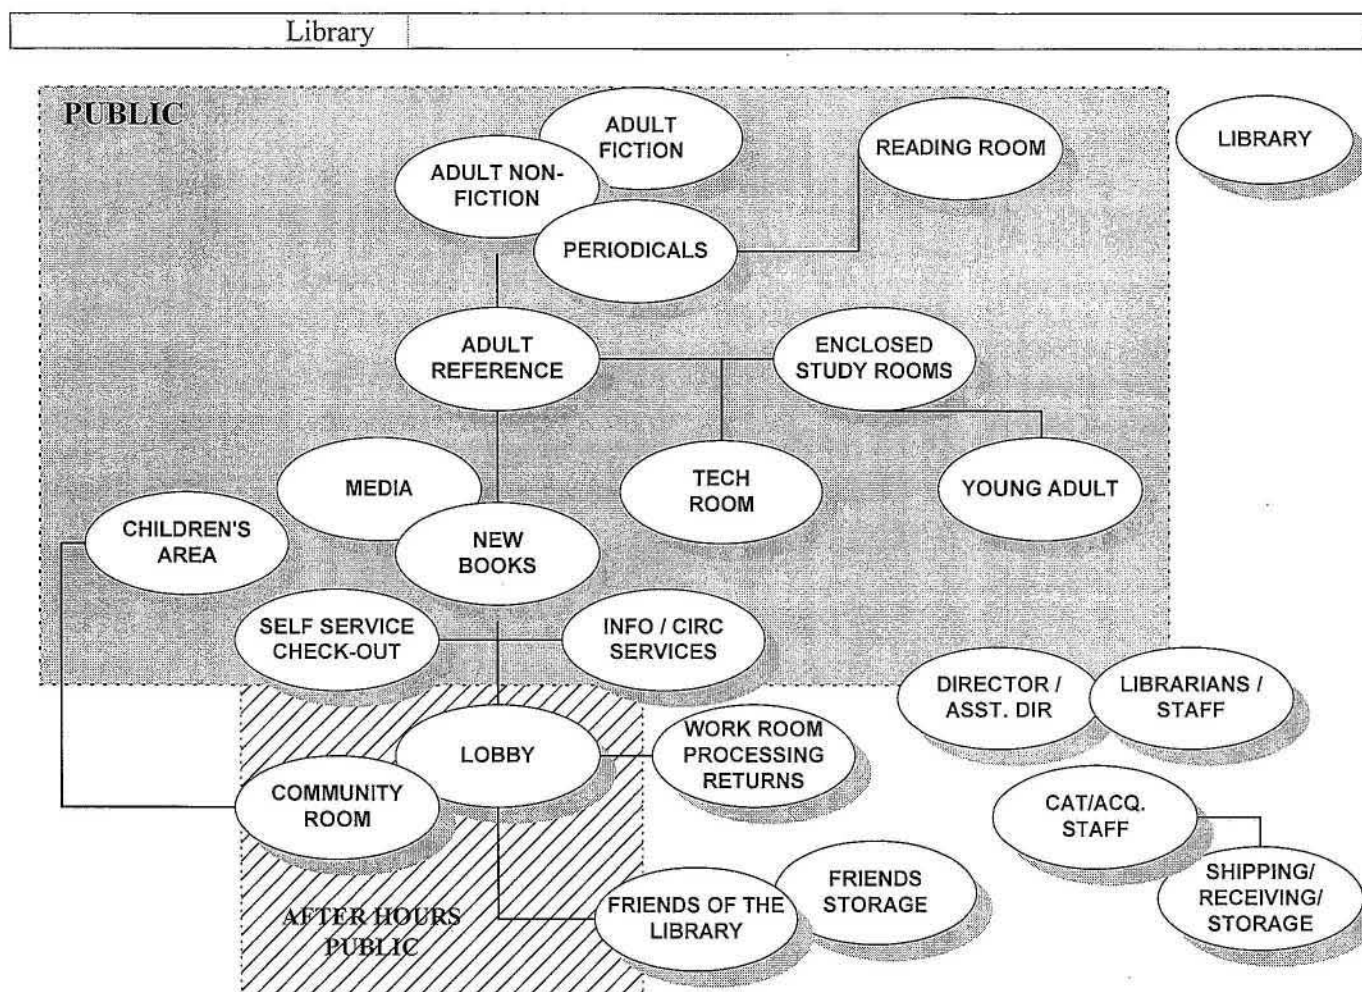 Library
PUBLIC
ADULT
FICTION
READING ROOM
LIBRARY
ADULT NON-
FICTION
PERIODICALS
ADULT
REFERENCE
ENCLOSED
STUDY ROOMS
MEDIA
TECH
ROOM
YOUNG ADULT
CHILDREN'S
AREA
NEW
BOOKS
SELF SERVICE
CHECK-OUT
INFO / CIRC
SERVICES
DIRECTOR /
ASST. DIR
LIBRARIANS /
STAFF
LOBBY
WORK ROOM
PROCESSING
RETURNS
COMMUNITY
ROOM
CAT/ACQ.
STAFF
FRIENDS
STORAGE
SHIPPING/
RECEIVING/
STORAGE
FRIENDS OF THE
LIBRARY
AFTER HOURS
PUBLIC